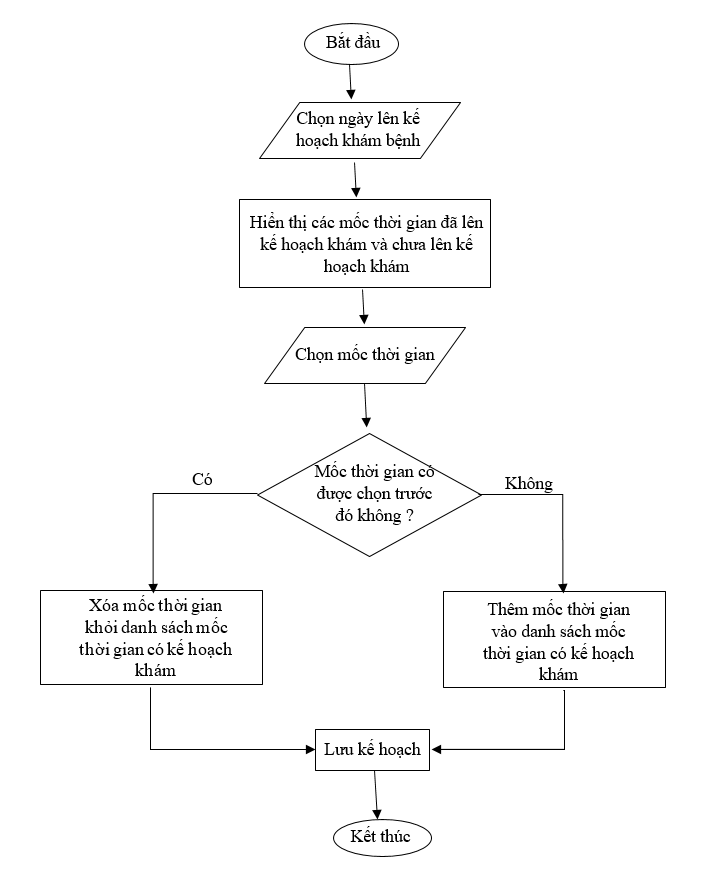 Bắt đầu
Chọn ngày lên kế
hoạch khám bệnh
Hiển thị các mốc thời gian đã lên
kế hoạch khám và chưa lên kế
hoạch khám
Chọn mốc thời gian
Mốc thời gian có
được chọn trước
đó không ?
Có
Không
Xóa mốc thời gian
khỏi danh sách mốc
thời gian có kế hoạch
khám
Thêm mốc thời gian
vào danh sách mốc
thời gian có kế hoạch
khám
Lưu kế hoạch
Kết thúc